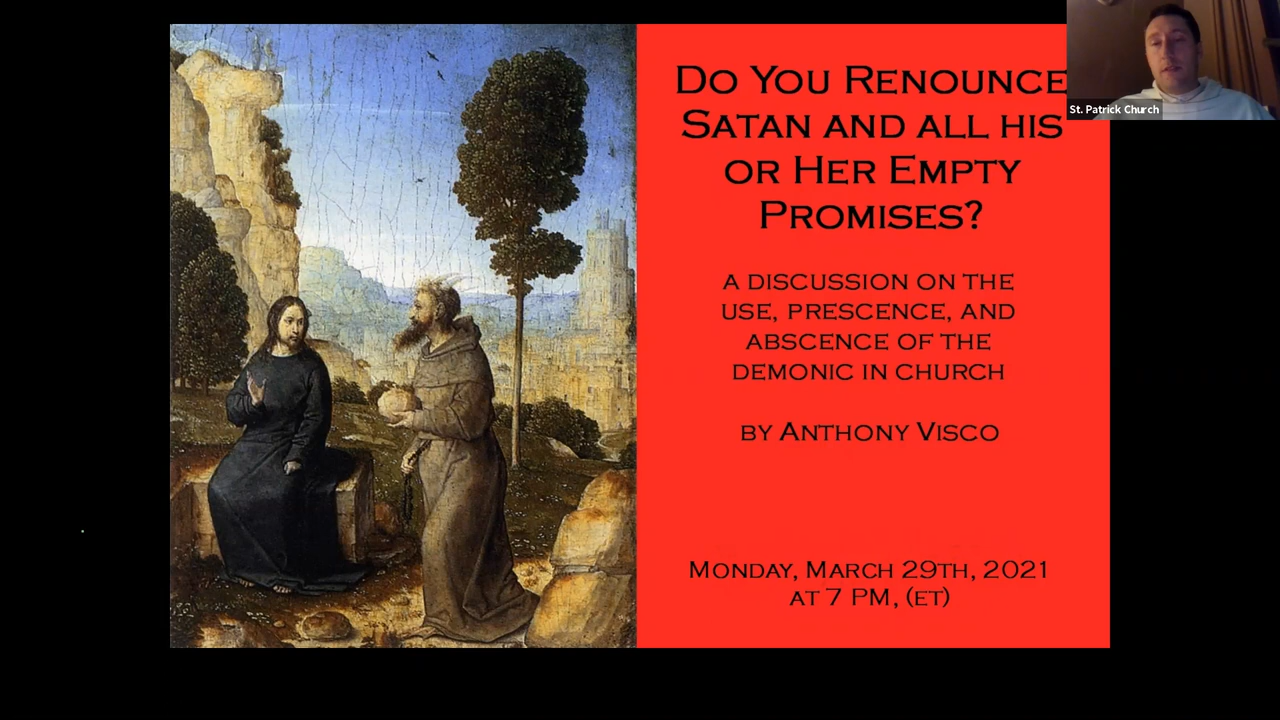 Do You Renounce
Satan and all his
or Her Empty
Promises?
a discussion on the
use, prescence, and
abscence of the
demonic in church
by Anthony Visco
Monday, March 29th, 2021
at 7 PM, (ET)
St. Patrick Church